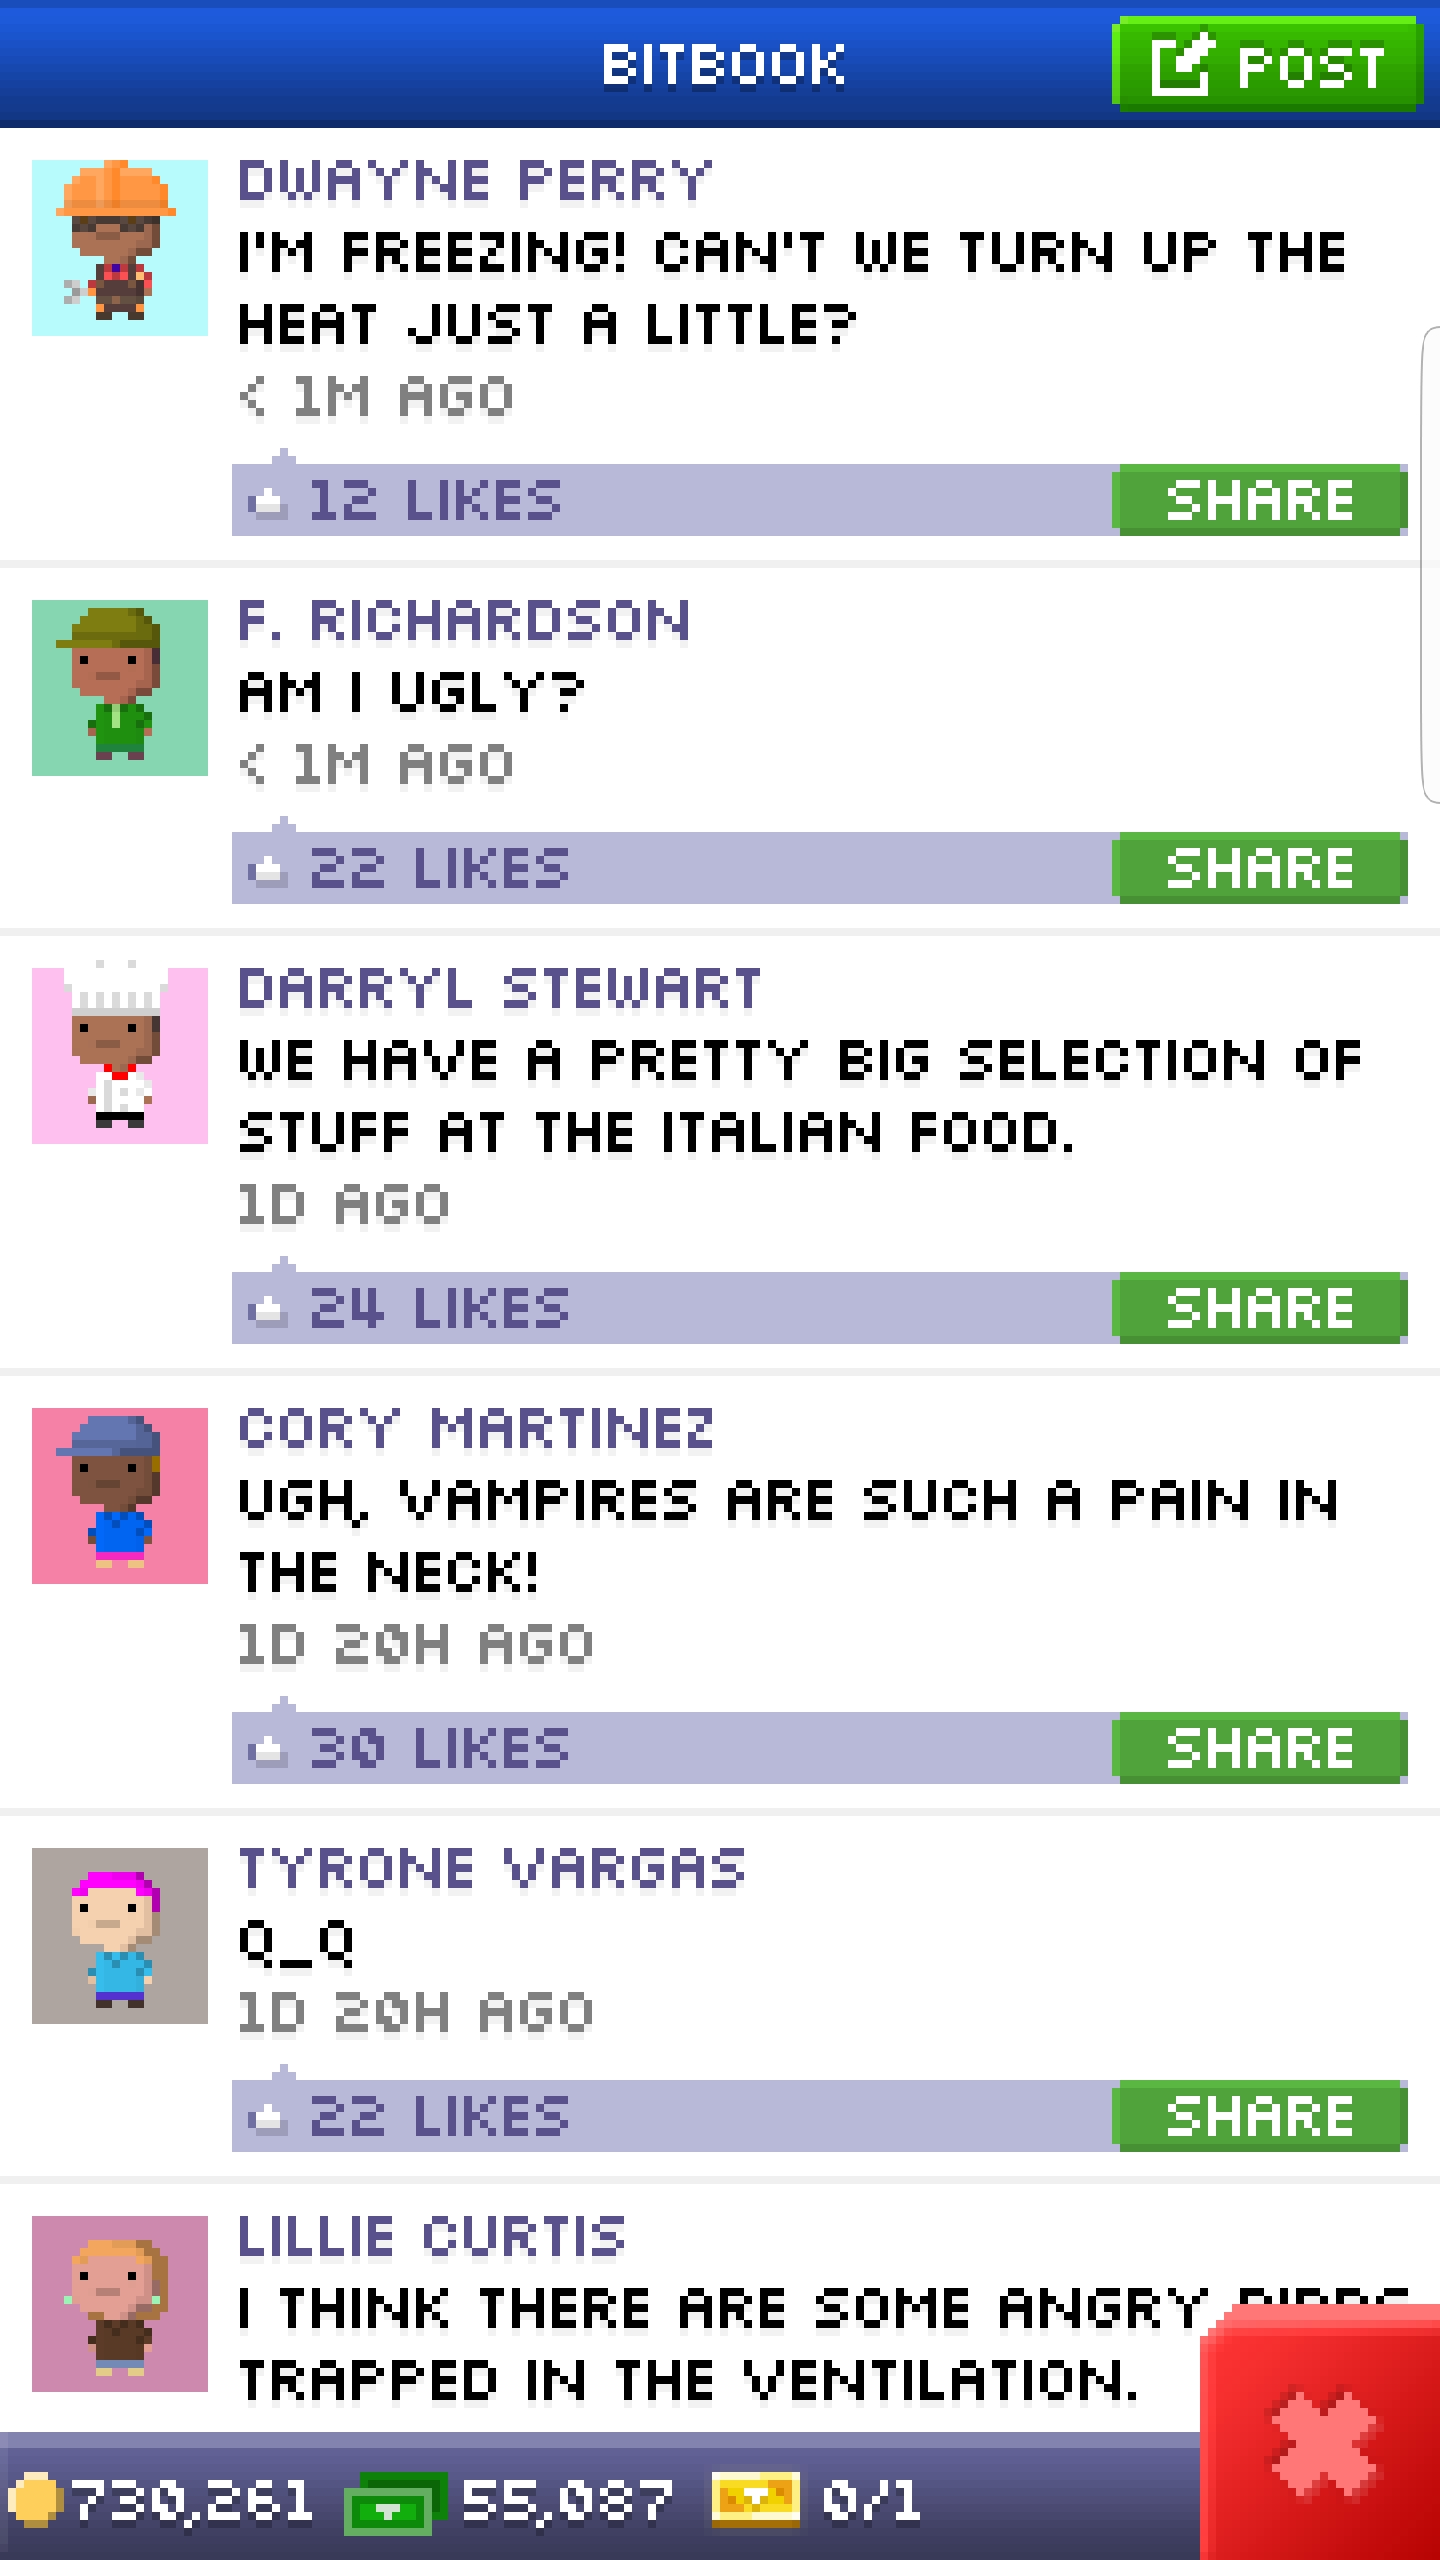 BITBOOK
POST
DWAYNE PERRY
I'M FREEZING! CAN'T WE TURN UP THE
HEAT JUST A LITTLE?
< 1M AGO
12 LIKES
SHARE
F. RICHARDSON
AM I UGLY?
< 1M AGO
22 LIKES
SHARE
DARRYL STEWART
WE HAVE A PRETTY BIG SELECTION OF
STUFF AT THE ITALIAN FOOD.
1D AGO
24 LIKES
SHARE
CORY MARTINEZ
UGH, VAMPIRES ARE SUCH A PAIN IN
THE NECK!
1D 20H AGO
30 LIKES
SHARE
TYRONE VARGAS
Q_Q
1D 20H AGO
22 LIKES
SHARE
LILLIE CURTIS
I THINK THERE ARE SOME ANGRY BIRDS
TRAPPED IN THE VENTILATION.
730,261
55,087
0/1